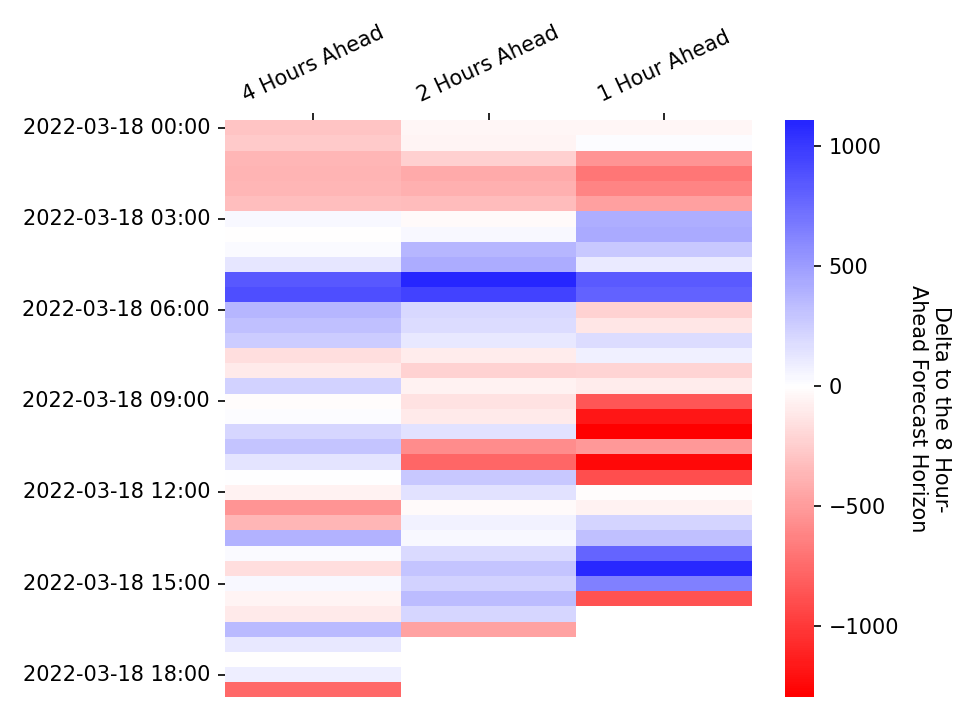 4 Hours Ahead
2 Hours Ahead
1 Hour Ahead
2022-03-18 00:00
2022-03-18 03:00
2022-03-18 06:00
2022-03-18 09:00
2022-03-18 12:00
2022-03-18 15:00
2022-03-18 18:00
1000
500
0
−500
−1000
Delta to the 8 Hour-
Ahead Forecast Horizon